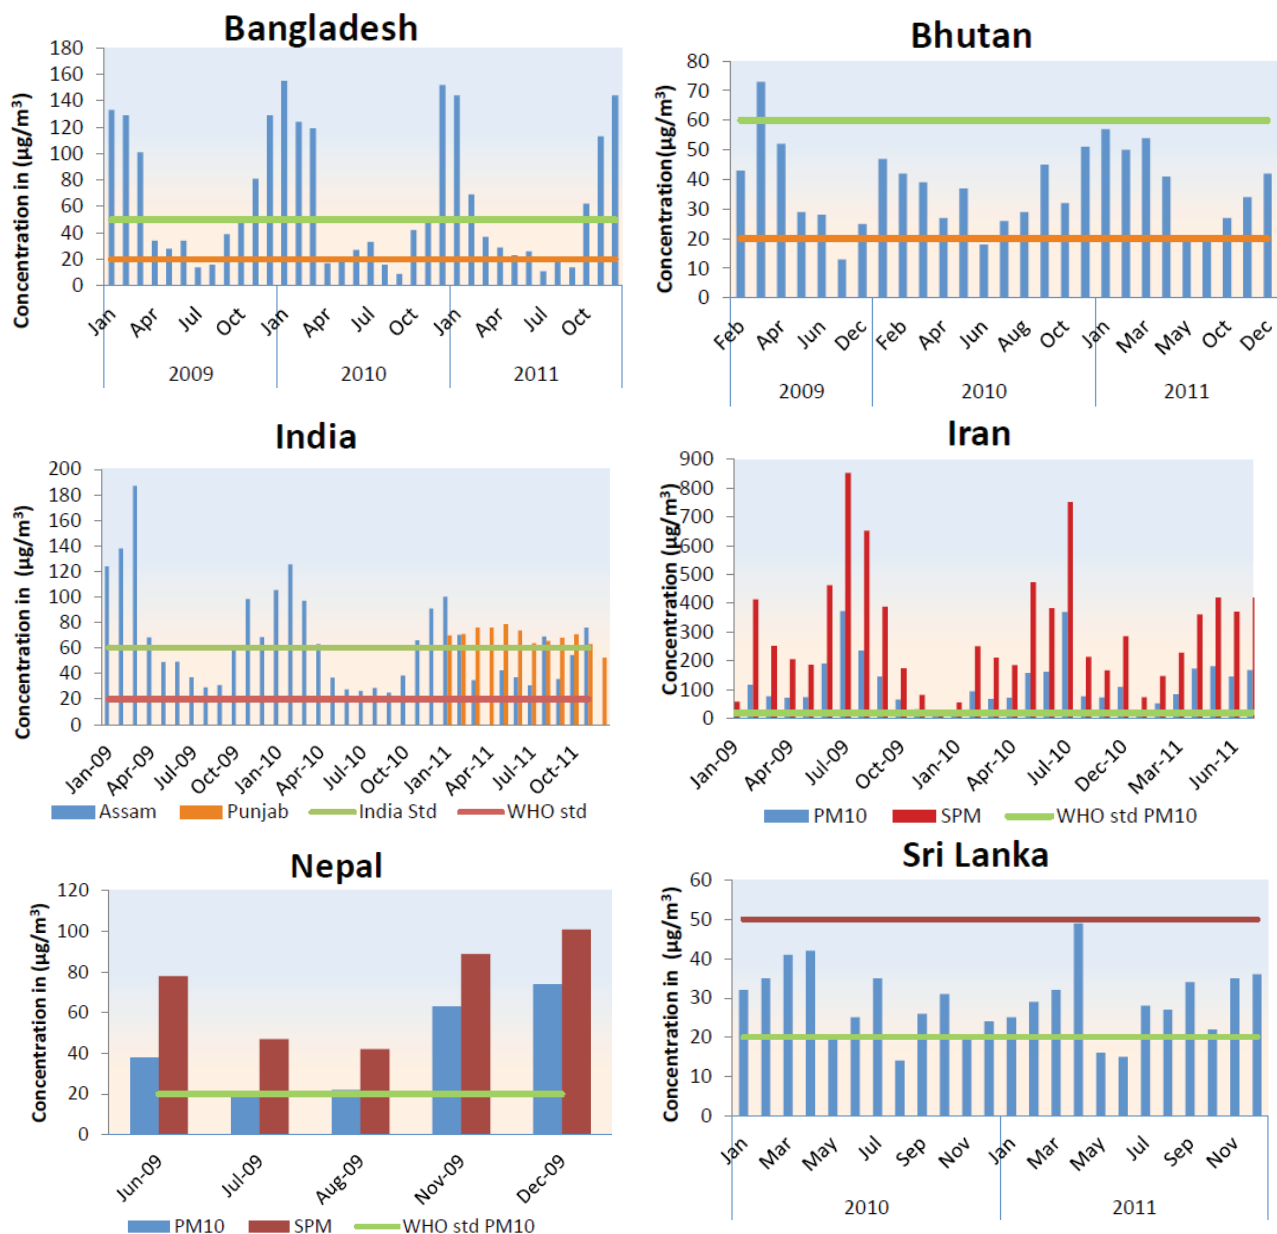 Bangladesh
Concentration in (µg/m³)
180
160
140
120
100
80
60
40
20
0
Jan Apr Jul Oct Jan Apr Jul Oct Jan Apr Jul Oct
2009 2010 2011
Bhutan
Concentration(µg/m³)
80
70
60
50
40
30
20
10
0
Feb Apr Jun Dec Feb Apr Jun Aug Oct Jan Mar May Oct Dec
2009 2010 2011
India
Concentration in (µg/m³)
200
180
160
140
120
100
80
60
40
20
0
Jan-09 Apr-09 Jul-09 Oct-09 Jan-10 Apr-10 Jul-10 Oct-10 Jan-11 Apr-11 Jul-11 Oct-11
Assam Punjab India Std WHO std
Iran
Concentration (µg/m³)
900
800
700
600
500
400
300
200
100
0
Jan-09 Apr-09 Jul-09 Oct-09 Jan-10 Apr-10 Jul-10 Dec-10 Mar-11 Jun-11
PM10 SPM WHO std PM10
Nepal
Concentration in (µg/m³)
120
100
80
60
40
20
0
Jun-09 Jul-09 Aug-09 Nov-09 Dec-09
PM10 SPM WHO std PM10
Sri Lanka
Concentration in (µg/m³)
60
50
40
30
20
10
0
Jan Mar May Jul Sep Nov Jan Mar May Jul Sep Nov
2010 2011